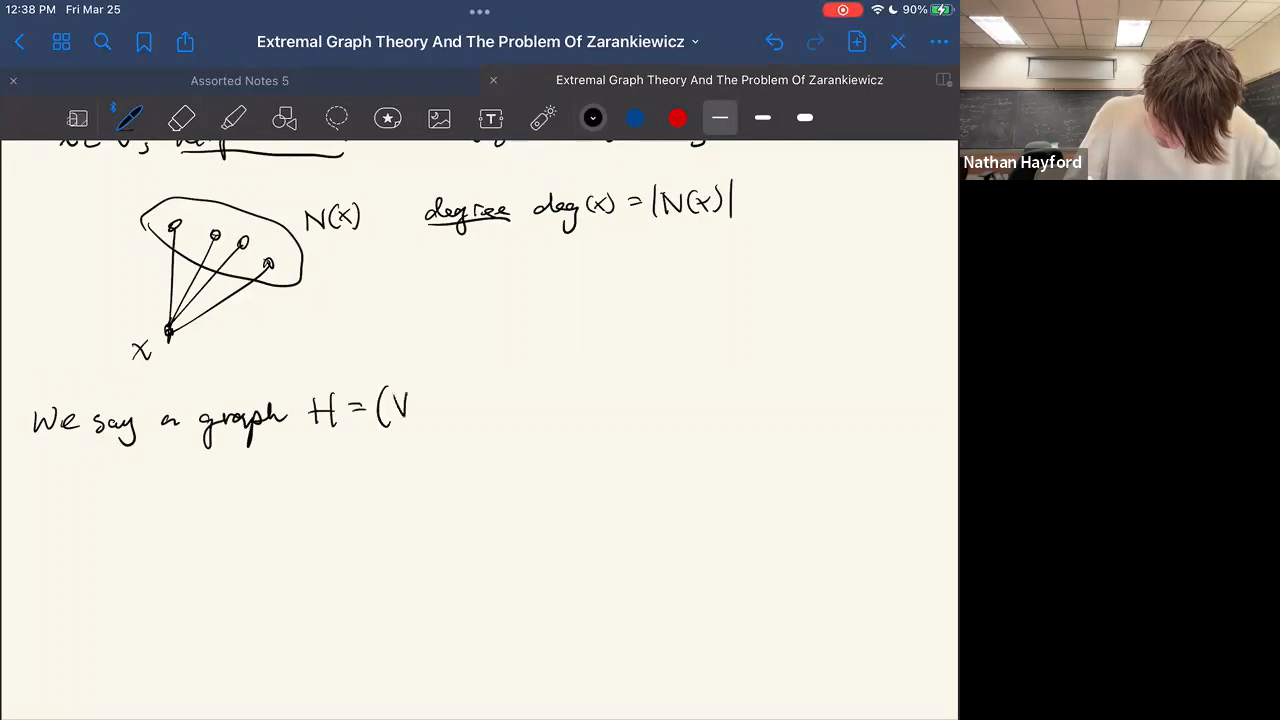 12:38 PM Fri Mar 25
90%
Extremal Graph Theory And The Problem Of Zarankiewicz
Assorted Notes 5
Extremal Graph Theory And The Problem Of Zarankiewicz
T
Nathan Hayford
N(x)
degree deg(x) = |N(x)|
x
We say a graph H = (V